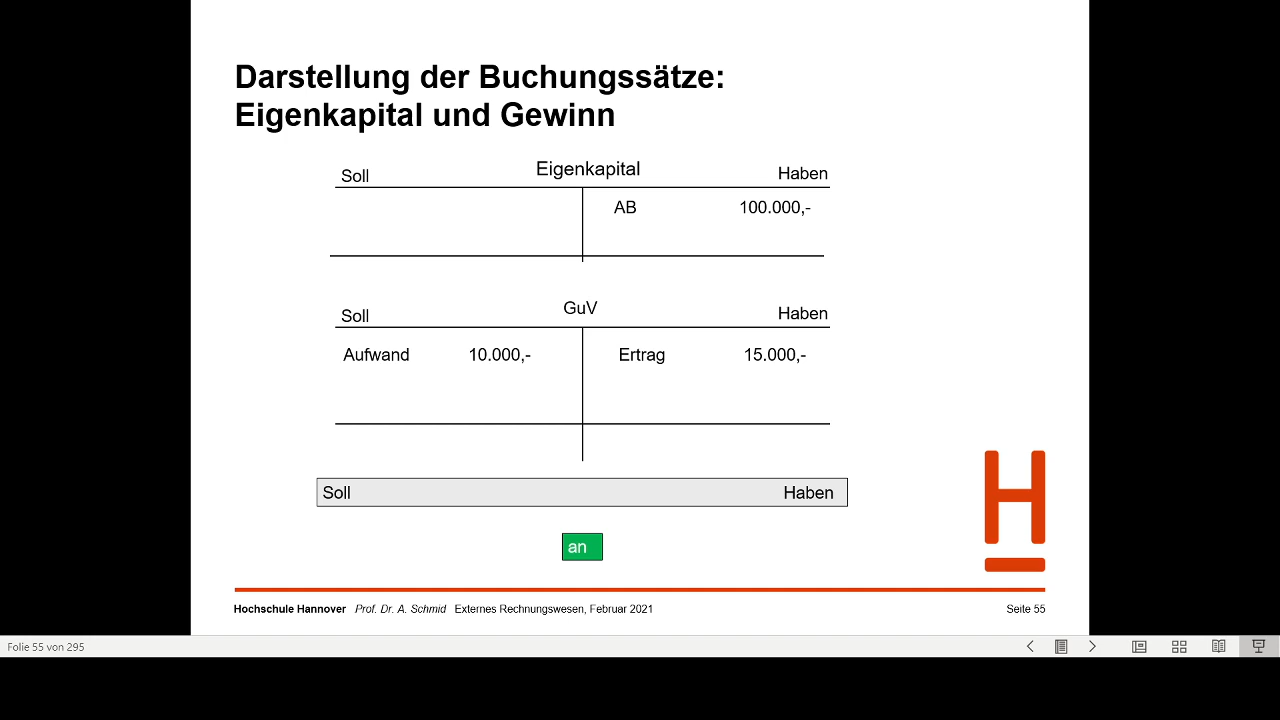 Darstellung der Buchungssätze:
Eigenkapital und Gewinn
Soll Eigenkapital Haben
AB 100.000,-
Soll GuV Haben
Aufwand 10.000,- Ertrag 15.000,-
Soll Haben
an
H
Hochschule Hannover Prof. Dr. A. Schmid Externes Rechnungswesen, Februar 2021 Seite 55
Folie 55 von 295